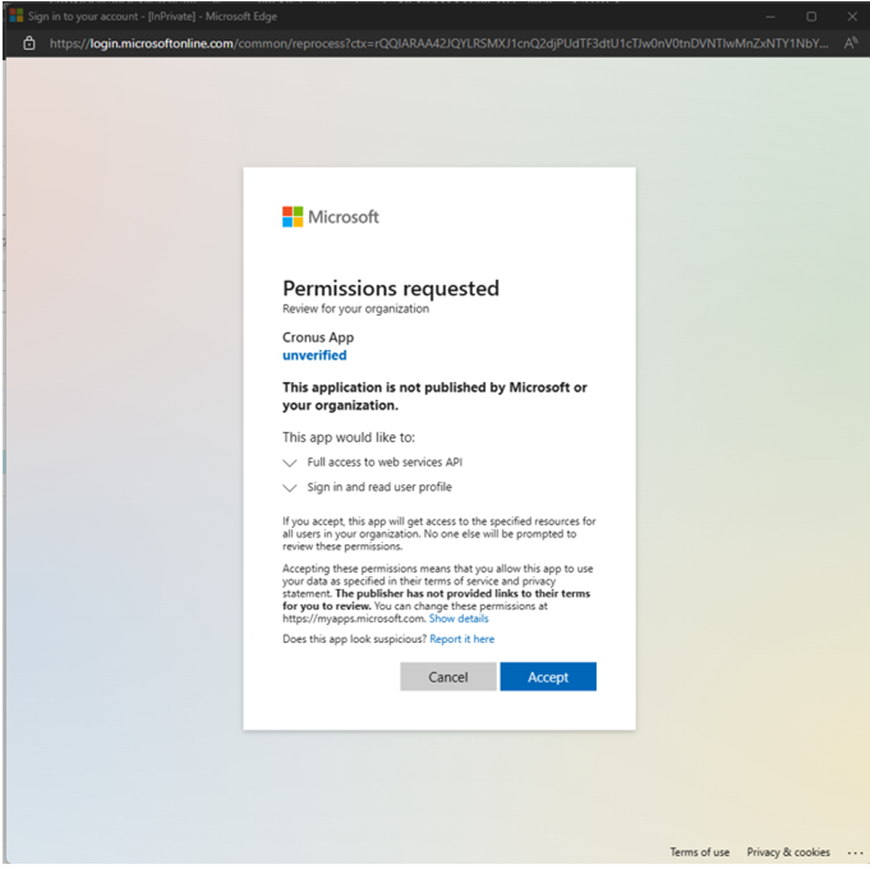 Sign in to your account - [InPrivate] - Microsoft Edge
https://login.microsoftonline.com/common/reprocess?ctx=
Microsoft
Permissions requested
Review for your organization
Cronus App
unverified
This application is not published by Microsoft or
your organization.
This app would like to:
Full access to web services API
Sign in and read user profile
If you accept, this app will get access to the specified resources for
all users in your organization. No one else will be prompted to
review these permissions.
Accepting these permissions means that you allow this app to use
your data as specified in their terms of service and privacy
statement. The publisher has not provided links to their terms
for you to review. You can change these permissions at
https://myapps.microsoft.com. Show details
Does this app look suspicious? Report it here
Cancel Accept
Terms of use Privacy & cookies ...